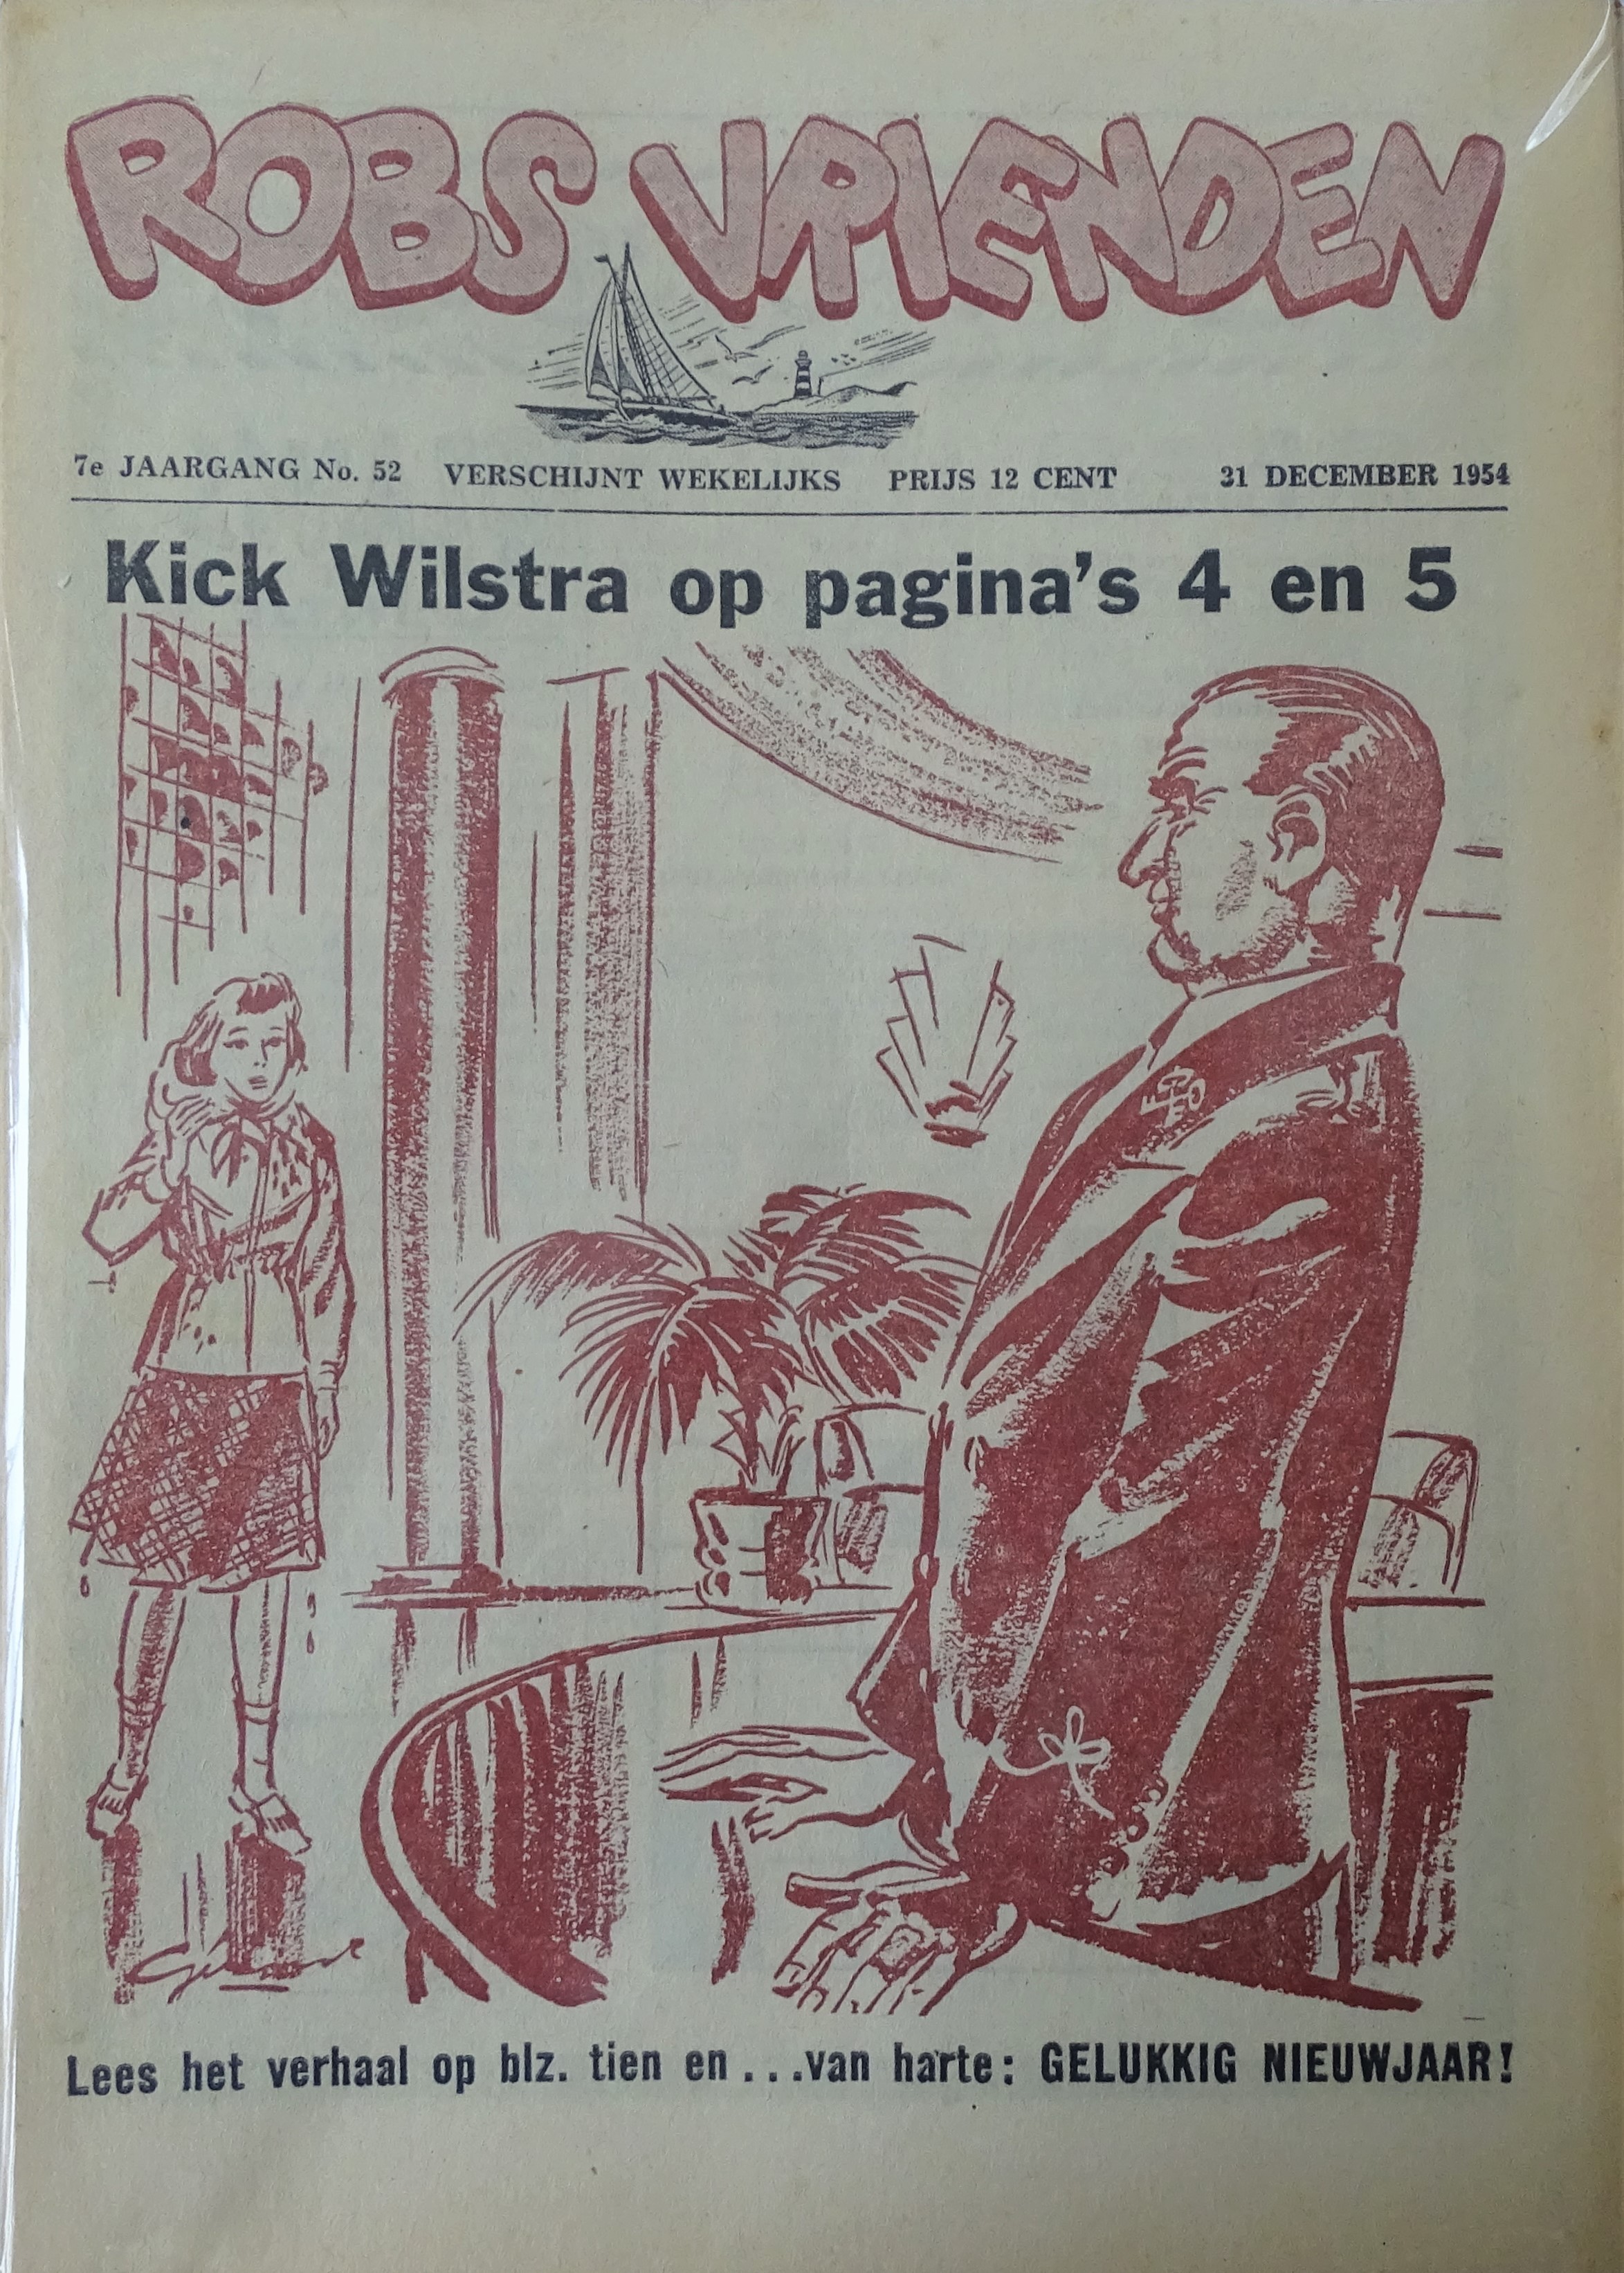 ROBS VRIENDEN
7e JAARGANG No. 52 VERSCHIJNT WEKELIJKS PRIJS 12 CENT 31 DECEMBER 1954
Kick Wilstra op pagina's 4 en 5
Lees het verhaal op blz. tien en...van harte: GELUKKIG NIEUWJAAR!